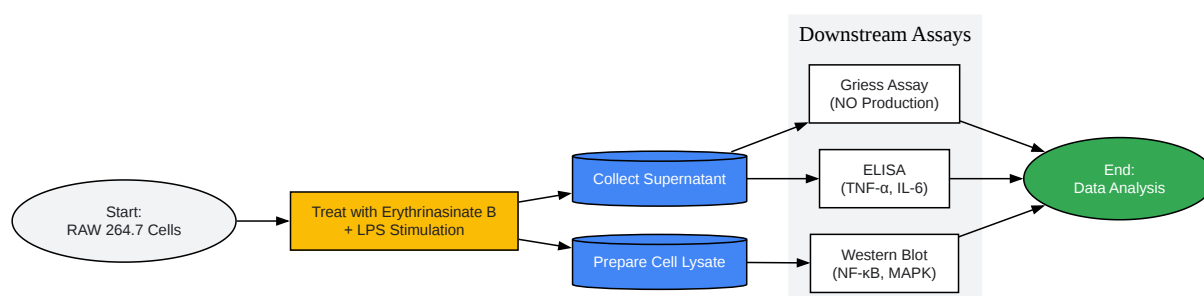 Start:
RAW 264.7 Cells
Treat with Erythrinasinate B
+ LPS Stimulation
Collect Supernatant
Prepare Cell Lysate
Downstream Assays
Griess Assay
(NO Production)
ELISA
(TNF-α, IL-6)
Western Blot
(NF-κB, MAPK)
End:
Data Analysis